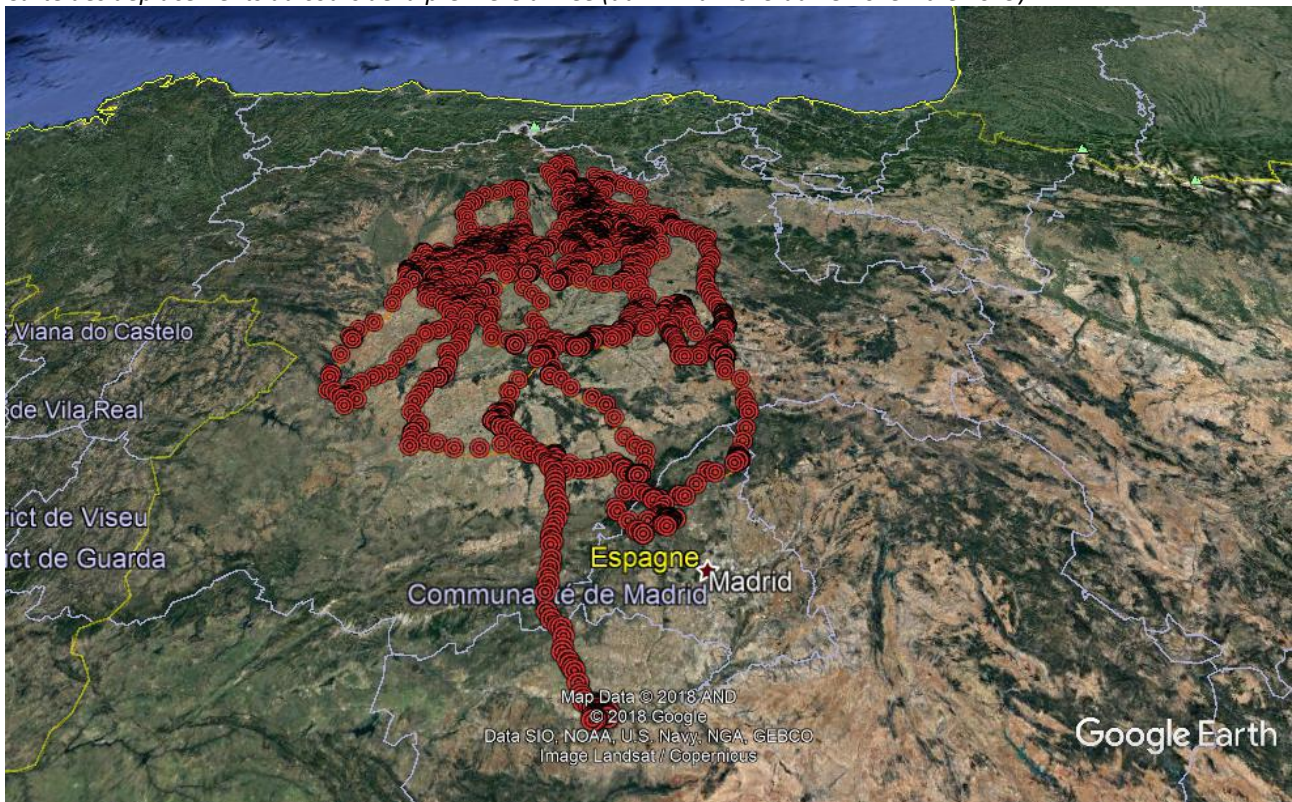 Viana do Castelo
de Vila Real
rict de Viseu
ict de Guarda
Espagne
Madrid
Communauté de Madrid
Map Data © 2018 AND
© 2018 Google
Data SIO, NOAA, U.S. Navy, NGA, GEBCO
Image Landsat / Copernicus
Google Earth